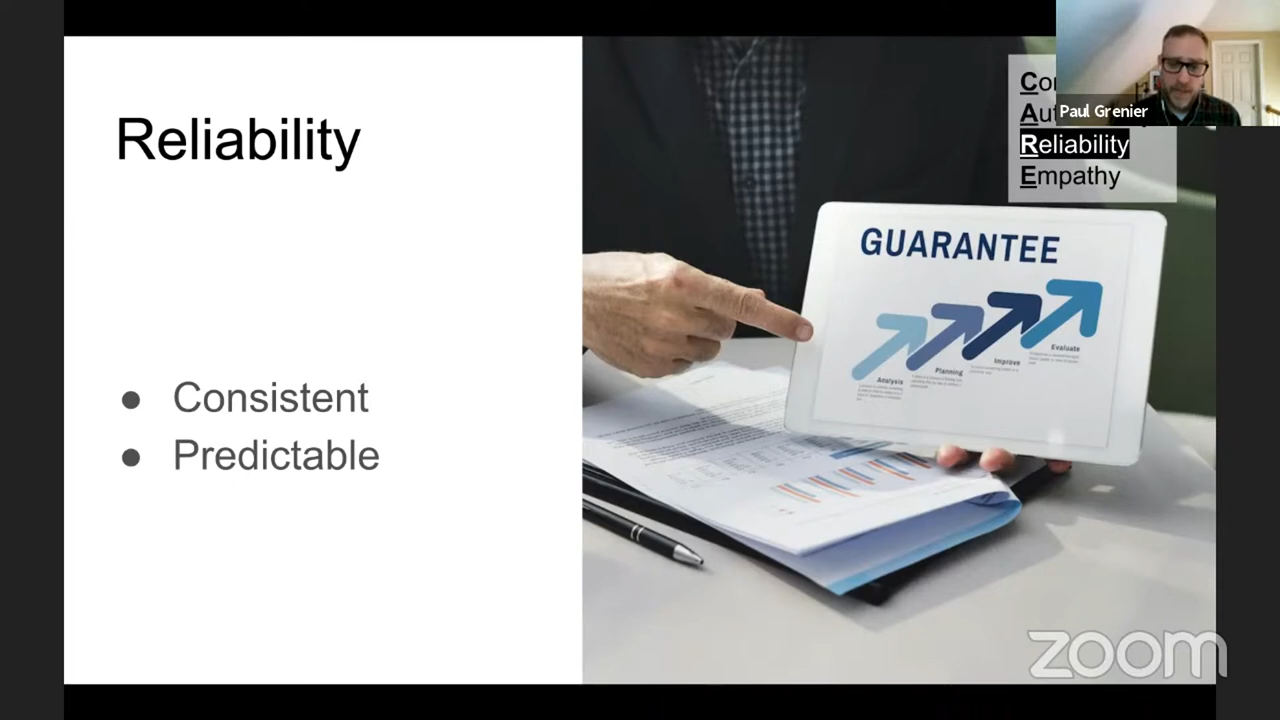 Reliability
Consistent
Predictable
Paul Grenier
Reliability
Empathy
GUARANTEE
Analysis
Planning
Improve
Evaluate
zoom